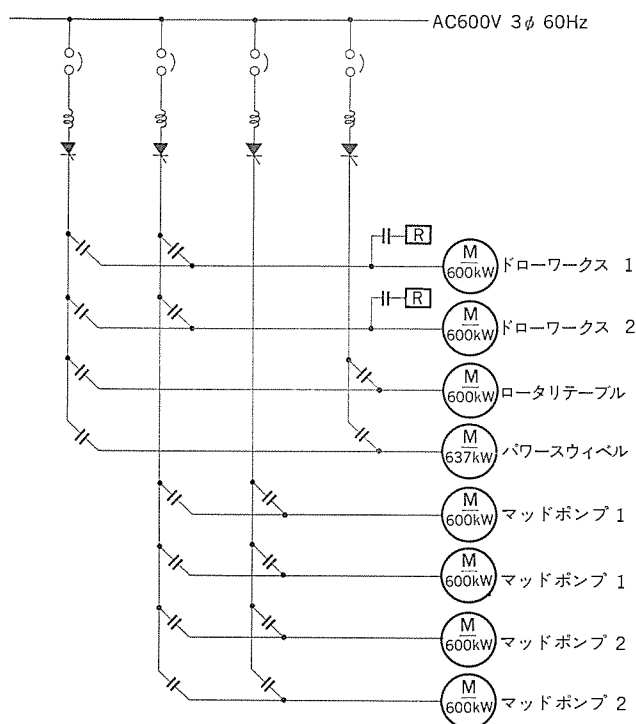 AC600V 3φ 60Hz
R
M
600kW
ドローワークス 1
R
M
600kW
ドローワークス 2
M
600kW
ロータリテーブル
M
637kW
パワースウィベル
M
600kW
マッドポンプ 1
M
600kW
マッドポンプ 1
M
600kW
マッドポンプ 2
M
600kW
マッドポンプ 2